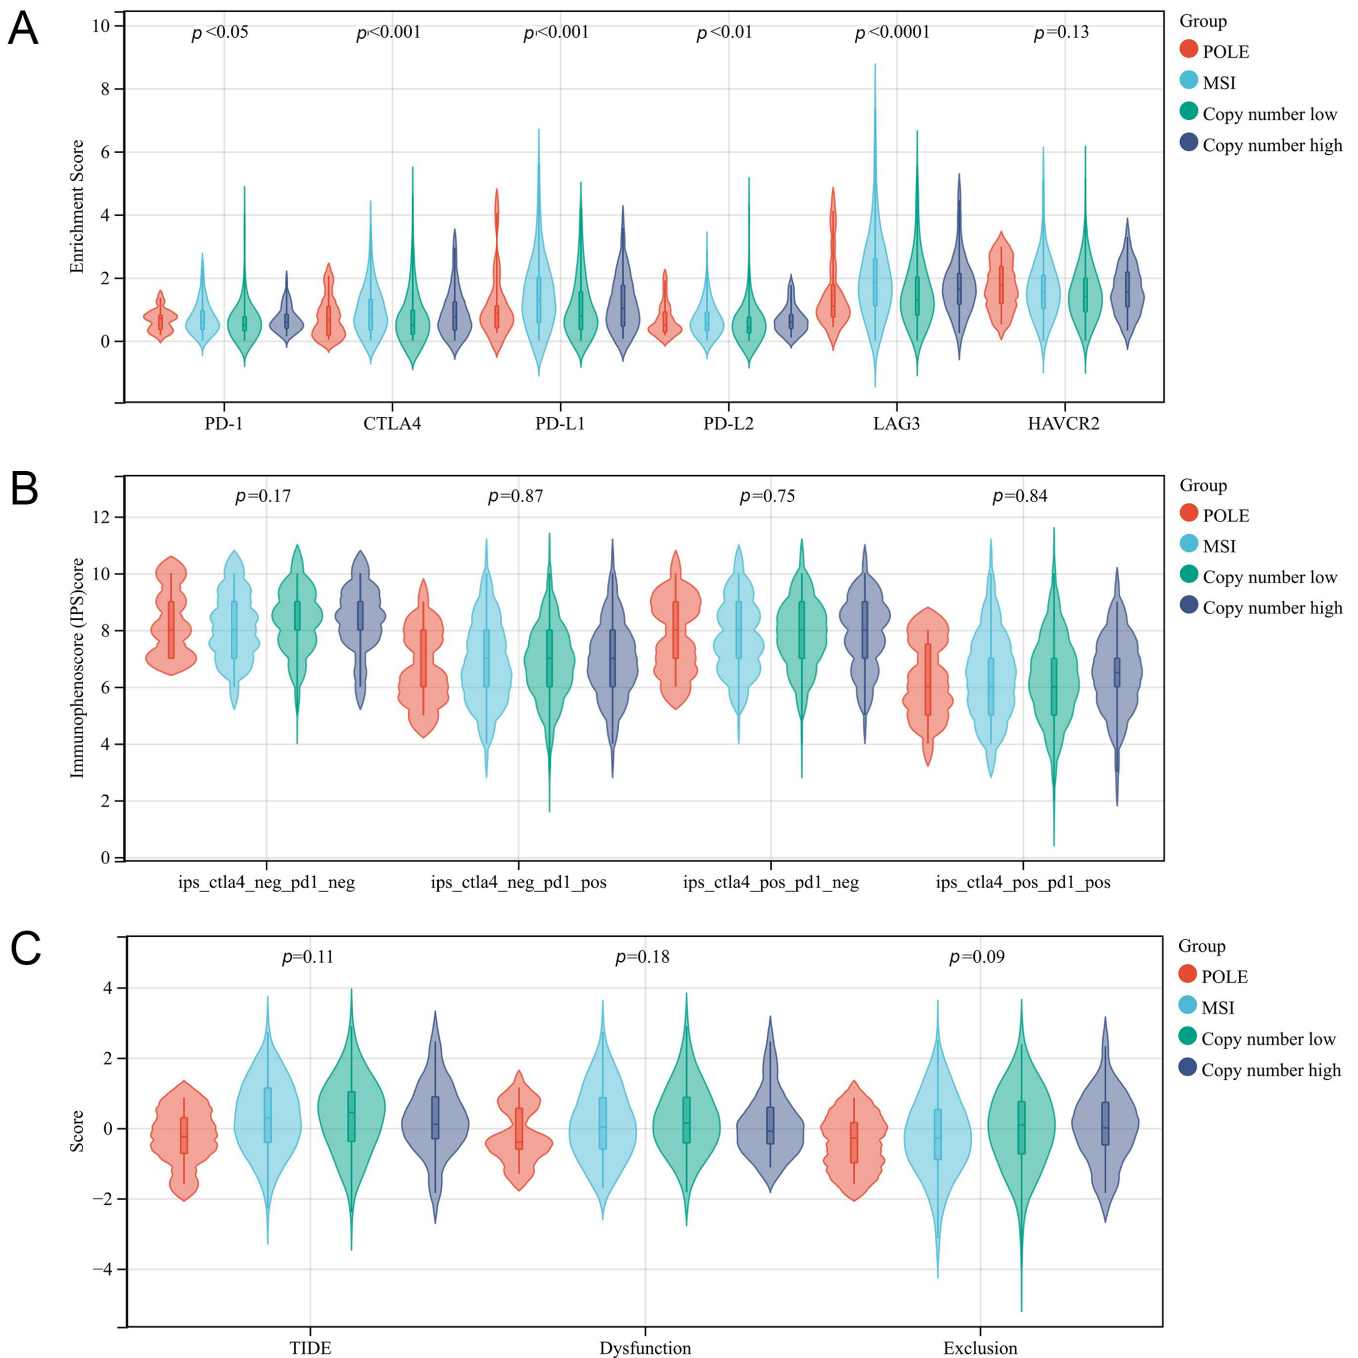 A
10
8
6
4
2
0
Enrichment Score
p<0.05
p<0.001
p<0.001
p<0.01
p<0.0001
p=0.13
PD-1
CTLA4
PD-L1
PD-L2
LAG3
HAVCR2
Group
POLE
MSI
Copy number low
Copy number high
B
12
10
8
6
4
2
0
Immunophenoscore (IPS)core
p=0.17
p=0.87
p=0.75
p=0.84
ips_ctla4_neg_pd1_neg
ips_ctla4_neg_pd1_pos
ips_ctla4_pos_pd1_neg
ips_ctla4_pos_pd1_pos
Group
POLE
MSI
Copy number low
Copy number high
C
4
2
0
−2
−4
Score
p=0.11
p=0.18
p=0.09
TIDE
Dysfunction
Exclusion
Group
POLE
MSI
Copy number low
Copy number high